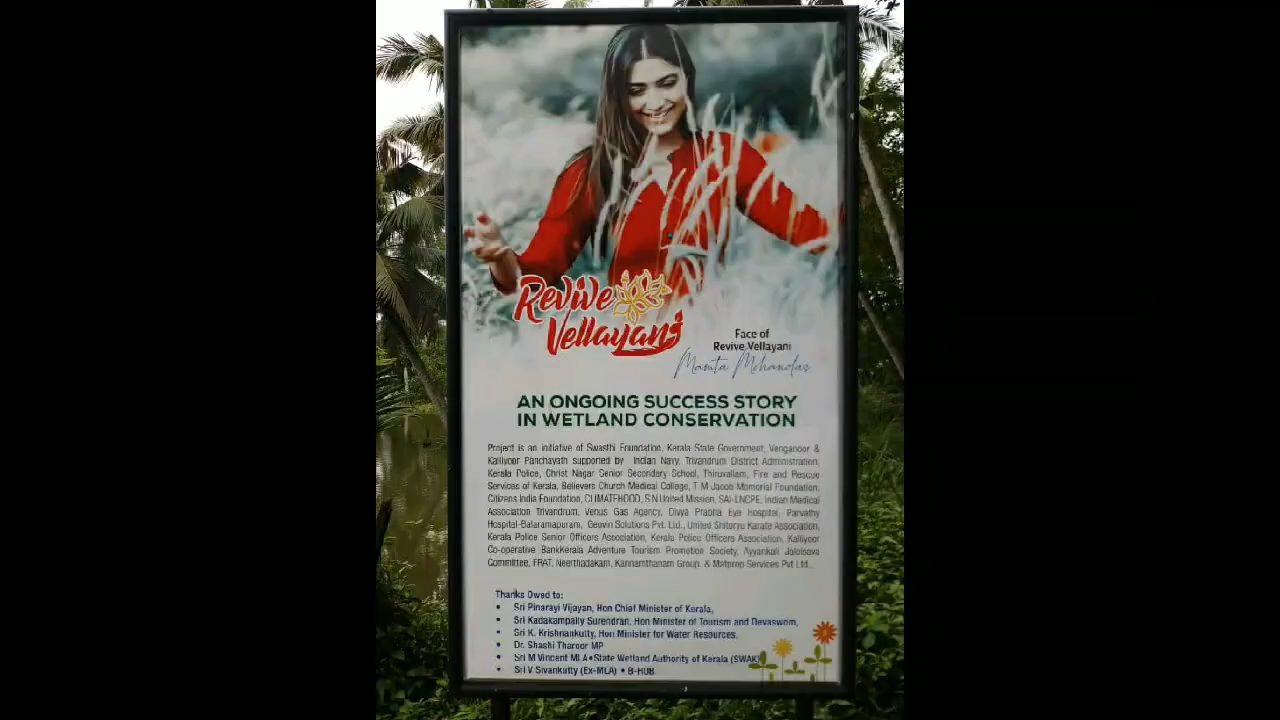 Revive
Vellayani
Face of
Revive Vellayani
Mamta Mohandas
AN ONGOING SUCCESS STORY
IN WETLAND CONSERVATION
Project is an initiative of Swasthi Foundation, Kerala State Government, Venganoor &
Kalliyoor Panchayath supported by Indian Navy, Trivandrum District Administration,
Kerala Police, Christ Nagar Senior Secondary School, Thiruvallam, Fire and Rescue
Services of Kerala, Believers Church Medical College, T M Jacob Memorial Foundation,
Citizens India Foundation, CLIMATEHOOD, S N United Mission, SAI-LNCPE, Indian Medical
Association Trivandrum, Venus Gas Agency, Divya Prabha Eye Hospital, Parvathy
Hospital-Balaramapuram, Geovin Solutions Pvt. Ltd., United Shitoryu Karate Association,
Kerala Police Senior Officers Association, Kerala Police Officers Association, Kalliyoor
Co-operative BankKerala Adventure Tourism Promotion Society, Ayyankali
Committee, FRAT, Neerthadakam, Kannamthanam Group, & Services Pvt Ltd.,
Thanks Owed to:
• Sri Pinarayi Vijayan, Hon Chief Minister of Kerala,
• Sri Kadakampally Surendran, Hon Minister of Tourism and Devaswom,
• Sri K. Krishnankutty, Hon Minister for Water Resources,
• Dr. Shashi Tharoor MP
• Sri M Vincent MLA•State Wetland Authority of Kerala (SWAK)
• Sri V Sivankutty (Ex-MLA) • B-HUB